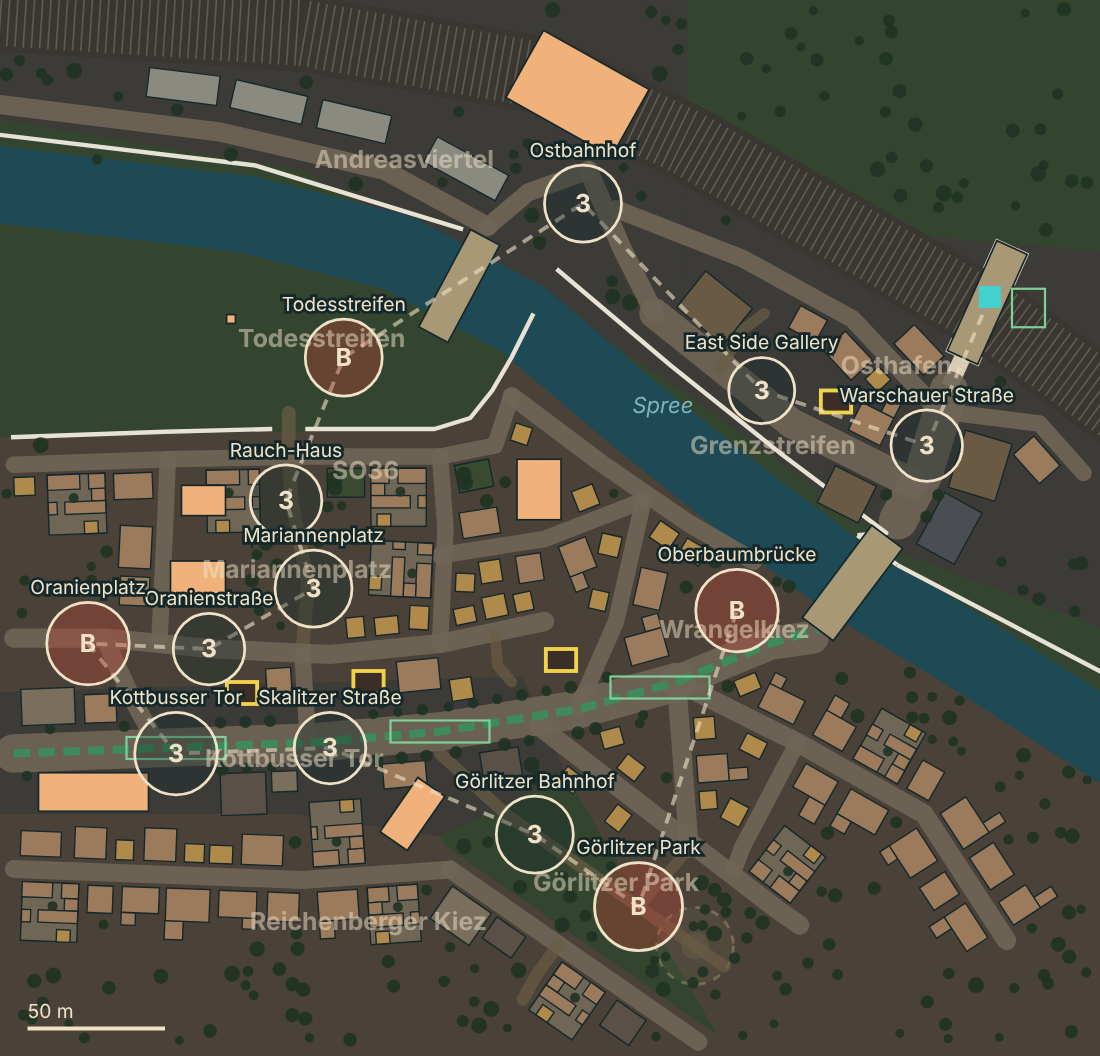 Ostbahnhof
Andreasviertel
3
Todesstreifen
Todesstreifen
B
East Side Gallery
3
Osthafen
Warschauer Straße
3
Spree
Grenzstreifen
Rauch-Haus
SO36
3
Mariannenplatz
Mariannenplatz
3
Oberbaumbrücke
B
Wrangelkiez
Oranienplatz
B
Oranienstraße
3
Kottbusser Tor
3
Skalitzer Straße
3
Kottbusser Tor
Görlitzer Bahnhof
3
Görlitzer Park
Görlitzer Park
B
Reichenberger Kiez
50 m